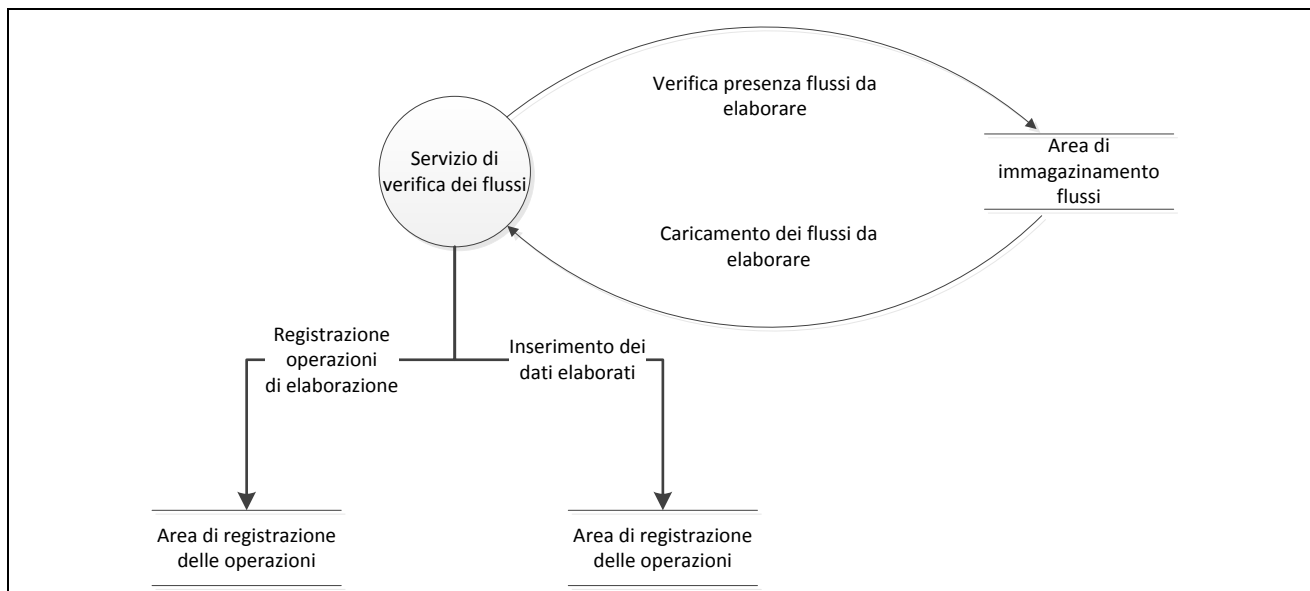 Verifica presenza flussi da
elaborare
Servizio di
verifica dei flussi
Area di
immagazinamento
flussi
Caricamento dei flussi da
elaborare
Registrazione
operazioni
di elaborazione
Inserimento dei
dati elaborati
Area di registrazione
delle operazioni
Area di registrazione
delle operazioni